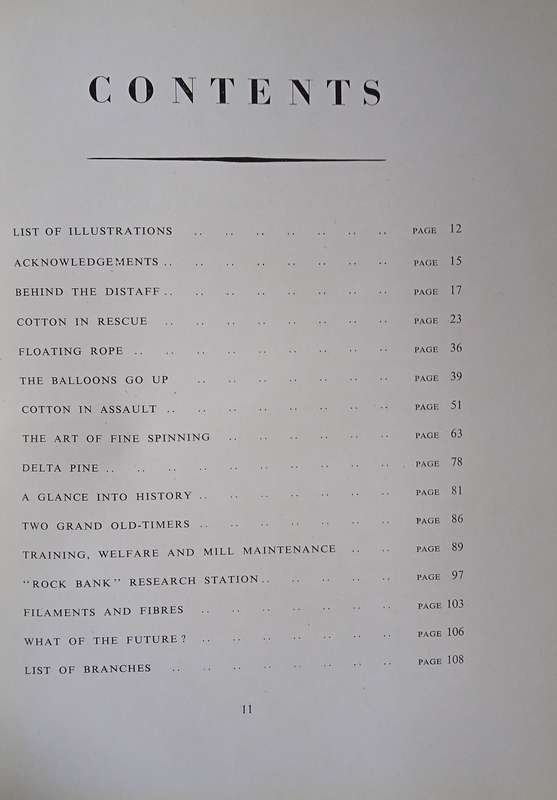 CONTENTS
LIST OF ILLUSTRATIONS .. .. .. .. .. .. .. PAGE 12
ACKNOWLEDGEMENTS .. .. .. .. .. .. .. .. PAGE 15
BEHIND THE DISTAFF .. .. .. .. .. .. .. .. PAGE 17
COTTON IN RESCUE .. .. .. .. .. .. .. .. PAGE 23
FLOATING ROPE .. .. .. .. .. .. .. .. .. PAGE 36
THE BALLOONS GO UP .. .. .. .. .. .. .. PAGE 39
COTTON IN ASSAULT .. .. .. .. .. .. .. .. PAGE 51
THE ART OF FINE SPINNING .. .. .. .. .. .. PAGE 63
DELTA PINE .. .. .. .. .. .. .. .. .. .. PAGE 78
A GLANCE INTO HISTORY .. .. .. .. .. .. .. PAGE 81
TWO GRAND OLD-TIMERS .. .. .. .. .. .. .. PAGE 86
TRAINING, WELFARE AND MILL MAINTENANCE .. .. PAGE 89
"ROCK BANK" RESEARCH STATION .. .. .. .. .. PAGE 97
FILAMENTS AND FIBRES .. .. .. .. .. .. .. PAGE 103
WHAT OF THE FUTURE? .. .. .. .. .. .. .. PAGE 106
LIST OF BRANCHES .. .. .. .. .. .. .. .. PAGE 108
11